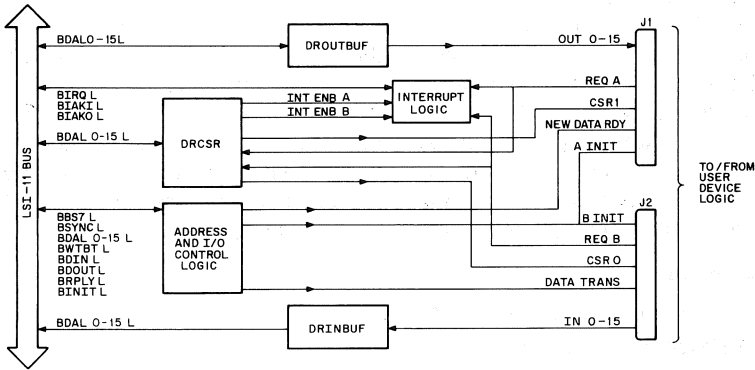 J1
BDAL0-15L
DROUTBUF
OUT 0-15
BIRQ L
BIAKI L
BIAKO L
INT ENB A
INT ENB B
INTERRUPT
LOGIC
REQ A
CSR1
NEW DATA RDY
A INIT
BDAL 0-15 L
DRCSR
LSI-11 BUS
TO/FROM
USER
DEVICE
LOGIC
J2
BBS7 L
BSYNC L
BDAL 0-15 L
BWTBT L
BDIN L
BDOUT L
BRPLY L
BINIT L
ADDRESS
AND I/O
CONTROL
LOGIC
B INIT
REQ B
CSR 0
DATA TRANS
BDAL 0-15 L
DRINBUF
IN 0-15